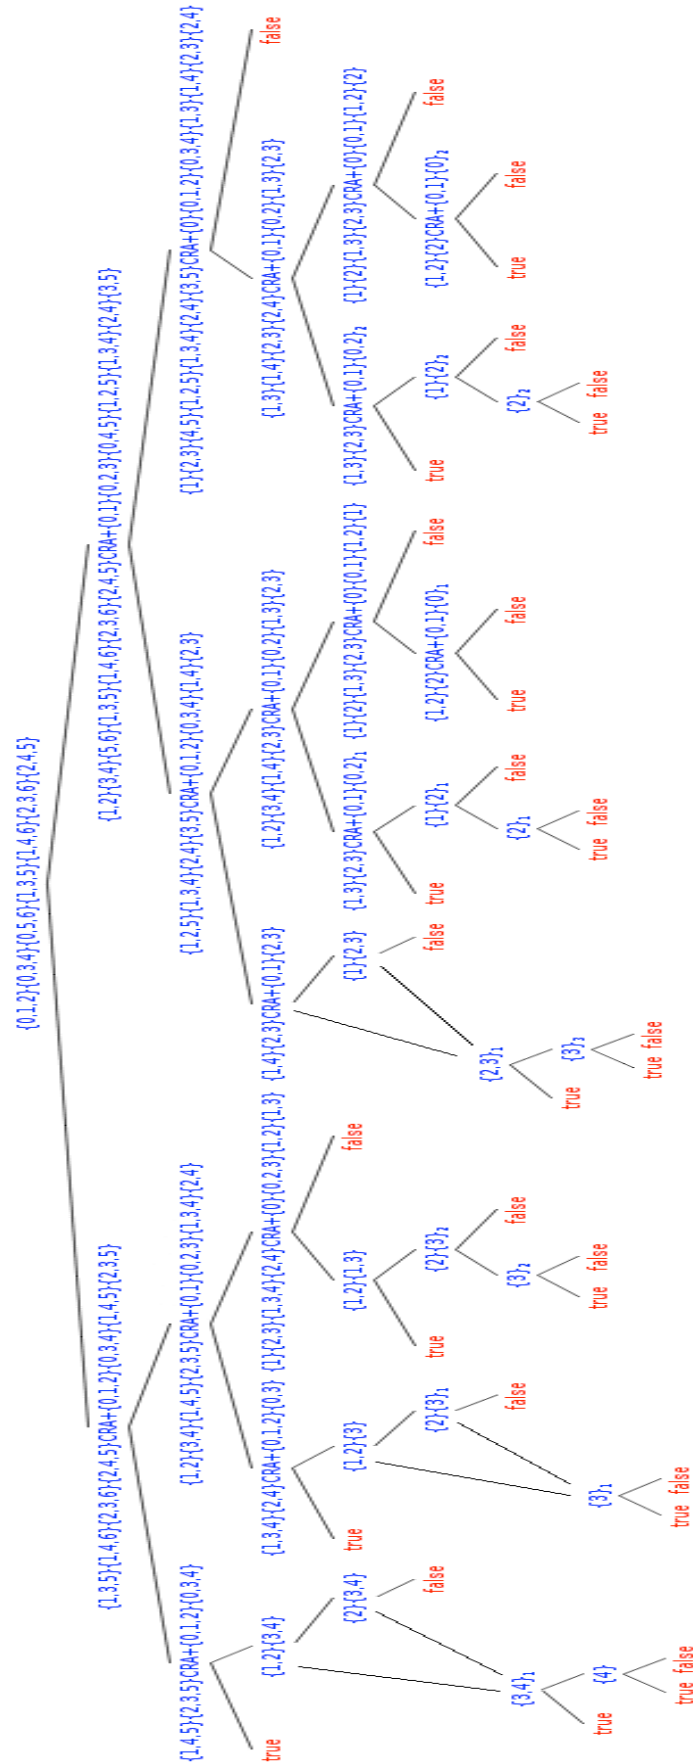 {0,1,2}{0,3,4}{0,5,6}{1,3,5}{1,4,6}{2,3,6}{2,4,5}
{1,3,5}{1,4,6}{2,3,6}{2,4,5}CRA+{0,1,2}{0,3,4}{1,4,5}{2,3,5}
{1,2}{3,4}{5,6}{1,3,5}{1,4,6}{2,3,6}{2,4,5}CRA+{0,1}{0,2,3}{0,4,5}{1,2,5}{1,3,4}{2,4}{3,5}
{1,4,5}{2,3,5}CRA+{0,1,2}{0,3,4}
{1,2}{3,4}{1,4,5}{2,3,5}CRA+{0,1}{0,2,3}{1,3,4}{2,4}
{1,2,5}{1,3,4}{2,4}{3,5}CRA+{0,1,2}{0,3,4}{1,4}{2,3}
{1}{2,3}{4,5}{1,2,5}{1,3,4}{2,4}{3,5}CRA+{0}{0,1,2}{0,3,4}{1,3}{1,4}{2,3}{2,4}
true
{1,2}{3,4}
{1,3,4}{2,4}CRA+{0,1,2}{0,3}
{1}{2,3}{1,3,4}{2,4}CRA+{0}{0,2,3}{1,2}{1,3}
{1,4}{2,3}CRA+{0,1}{2,3}
{1,2}{3,4}{1,4}{2,3}CRA+{0,1}{0,2}{1,3}{2,3}
{1,3}{1,4}{2,3}{2,4}CRA+{0,1}{0,2}{1,3}{2,3}
false
{2}{3,4}
true
{1,2}{3}
{1,2}{1,3}
false
{1}{2,3}
{1,3}{2,3}CRA+{0,1}{0,2}₁
{1}{2}{1,3}{2,3}CRA+{0}{0,1}{1,2}{1}
{1,3}{2,3}CRA+{0,1}{0,2}₂
{1}{2}{1,3}{2,3}CRA+{0}{0,1}{1,2}{2}
false
{2}{3}₁
true
{2}{3}₂
false
true
{1}{2}₁
{1,2}{2}CRA+{0,1}{0}₁
false
true
{1}{2}₂
{1,2}{2}CRA+{0,1}{0}₂
false
{3,4}₁
false
{3}₂
false
{2,3}₁
{2}₁
false
true
false
{2}₂
false
true
false
true
{4}
{3}₁
true
false
true
{3}₃
true
false
true
false
true
false
true
false
true
false